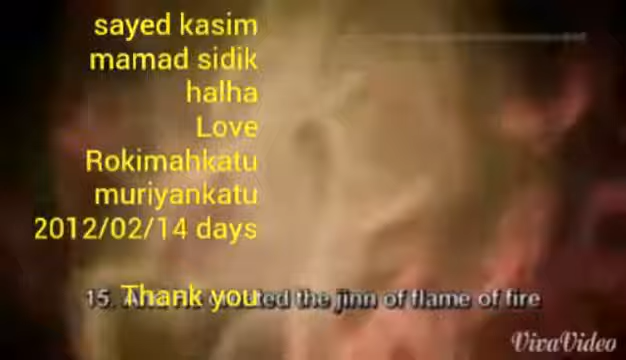 sayed kasim
mamad sidik
halha
Love
Rokimahkatu
muriyankatu
2012/02/14 days
Thank you
15. the jinn of flame of fire
VivaVideo